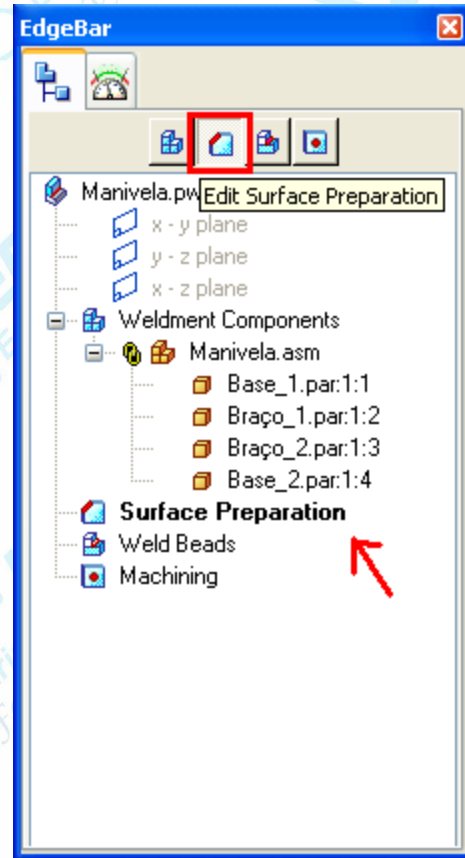 EdgeBar
Manivela.pw
Edit Surface Preparation
x - y plane
y - z plane
x - z plane
Weldment Components
Manivela.asm
Base_1.par:1:1
Braço_1.par:1:2
Braço_2.par:1:3
Base_2.par:1:4
Surface Preparation
Weld Beads
Machining